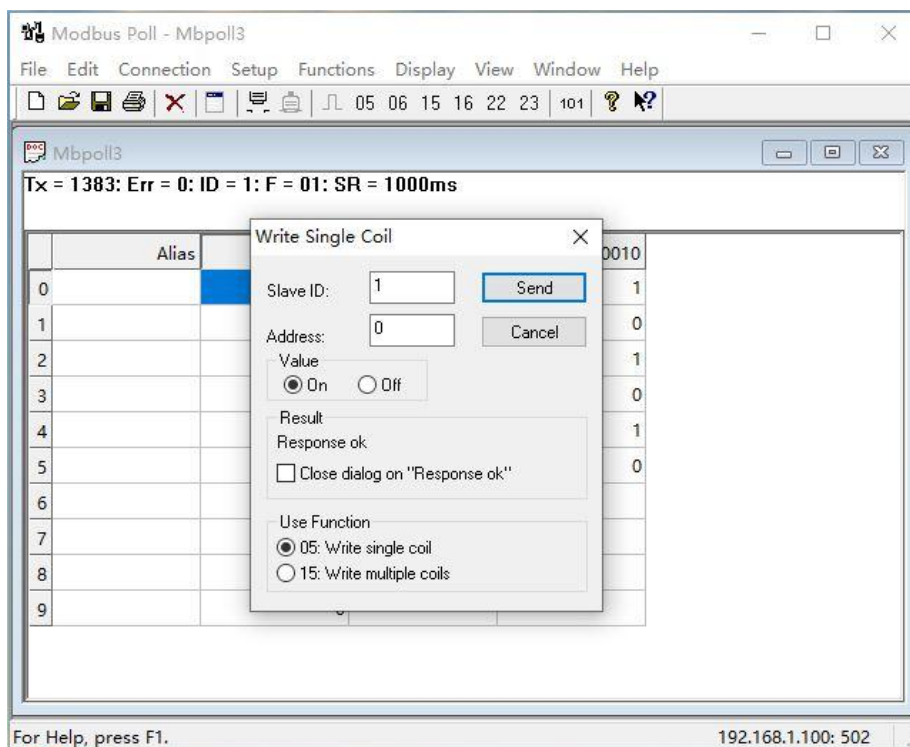 Modbus Poll - Mbpoll3
File Edit Connection Setup Functions Display View Window Help
05 06 15 16 22 23 101
Mbpoll3
Tx = 1383: Err = 0: ID = 1: F = 01: SR = 1000ms
Alias 0010
0 1
1 0
2 1
3 0
4 1
5 0
6
7
8
9
Write Single Coil
Slave ID: 1 Send
Address: 0 Cancel
Value
On Off
Result
Response ok
Close dialog on "Response ok"
Use Function
05: Write single coil
15: Write multiple coils
For Help, press F1. 192.168.1.100: 502